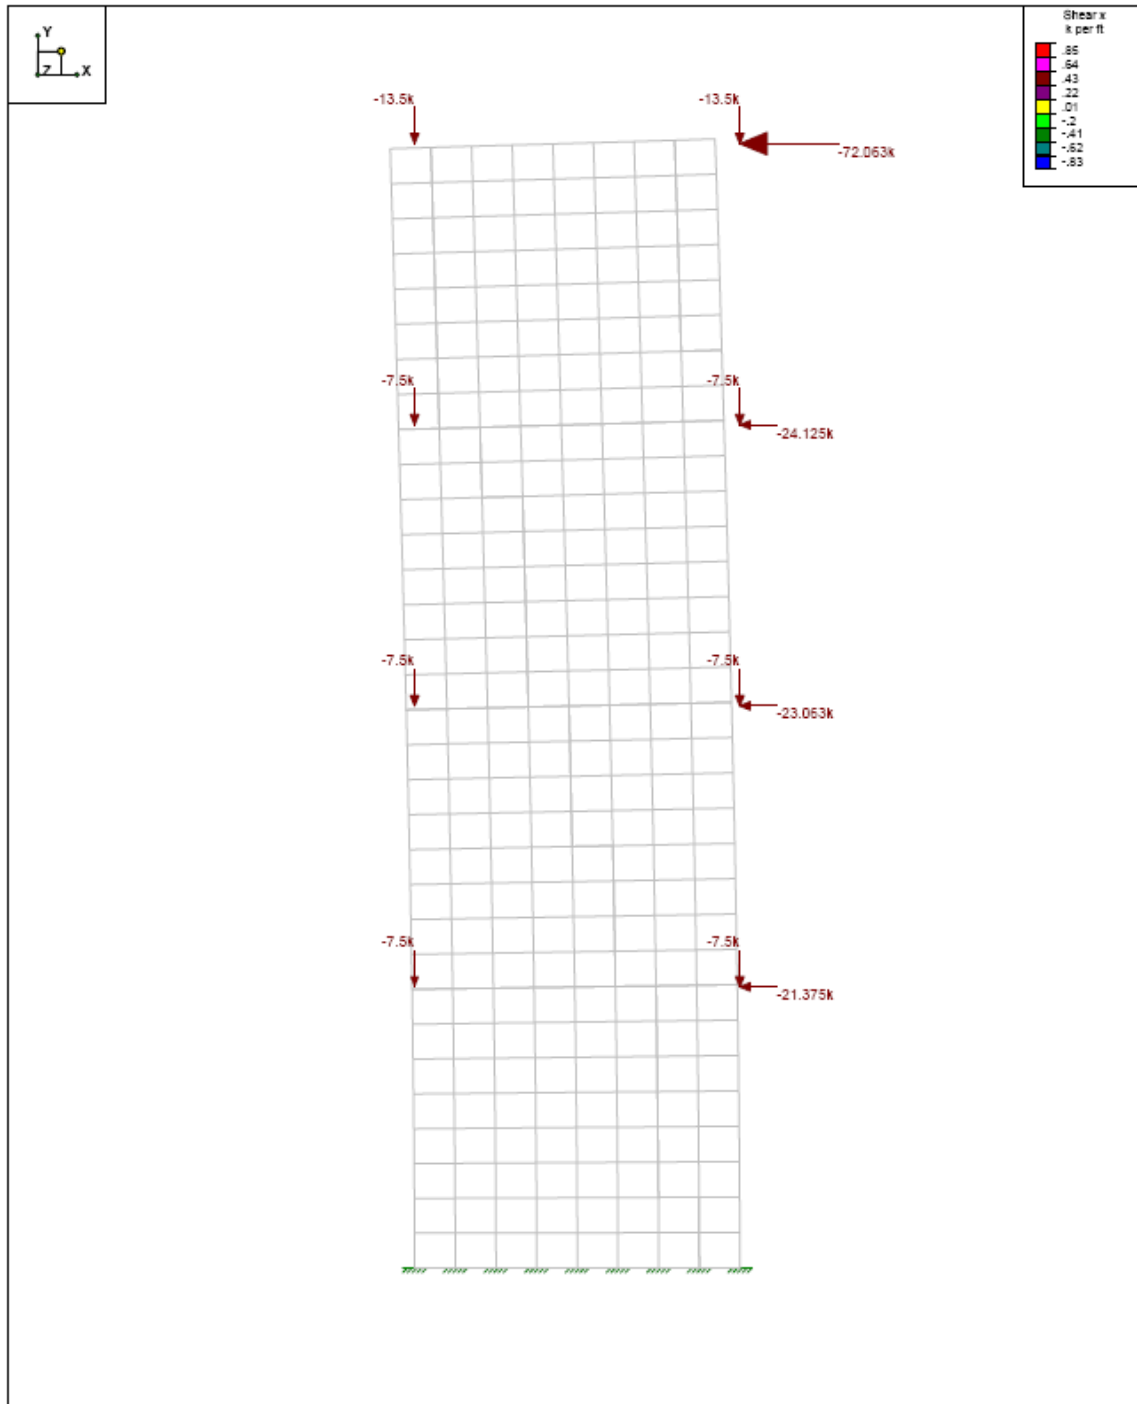 Y
Z
X
Shear x
k per ft
.85
.64
.43
.22
.01
-.2
-.41
-.62
-.83
-13.5k
-13.5k
-72.063k
-7.5k
-7.5k
-24.125k
-7.5k
-7.5k
-23.063k
-7.5k
-7.5k
-21.375k